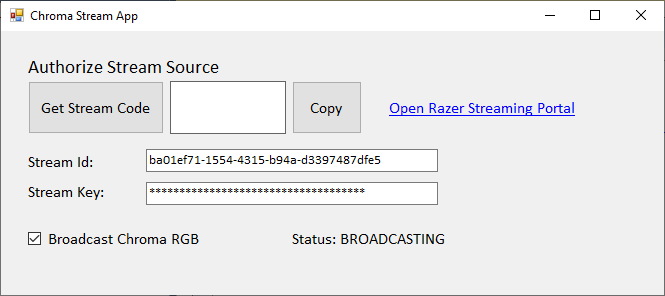 Chroma Stream App
Authorize Stream Source
Get Stream Code Copy Open Razer Streaming Portal
Stream Id: ba01ef71-1554-4315-b94a-d3397487dfe5
Stream Key: ************************************
Broadcast Chroma RGB Status: BROADCASTING